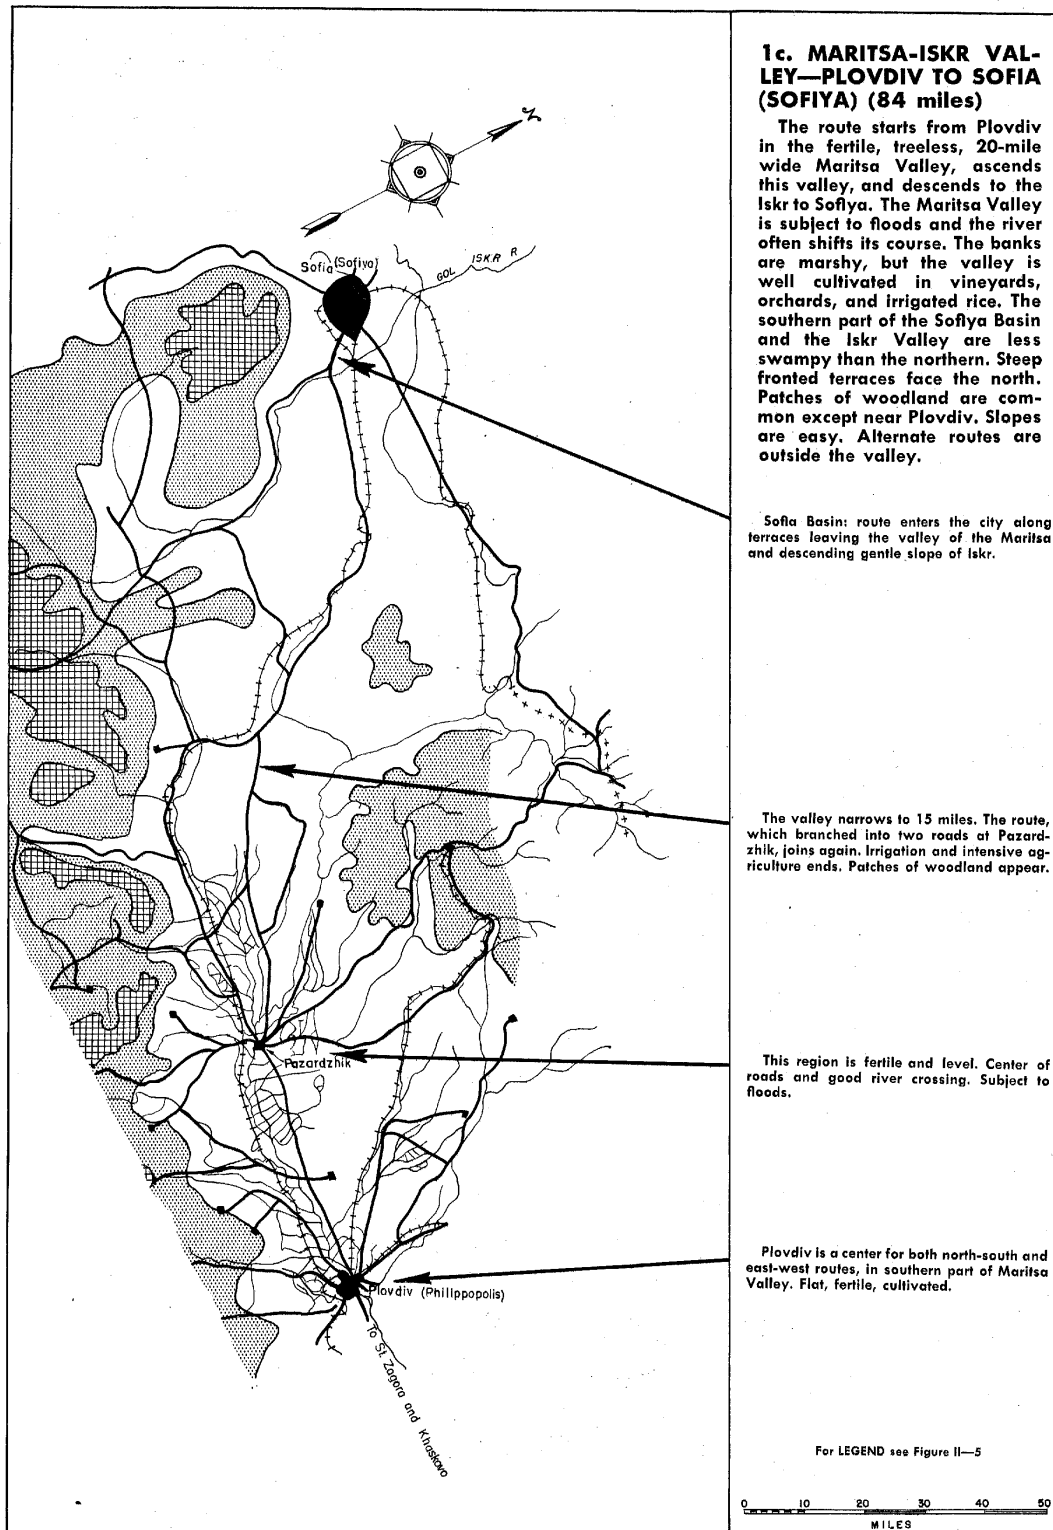 1c. MARITSA-ISKR VAL-
LEY—PLOVDIV TO SOFIA
(SOFIYA) (84 miles)
The route starts from Plovdiv
in the fertile, treeless, 20-mile
wide Maritsa Valley, ascends
this valley, and descends to the
Iskr to Sofiya. The Maritsa Valley
is subject to floods and the river
often shifts its course. The banks
are marshy, but the valley is
well cultivated in vineyards,
orchards, and irrigated rice. The
southern part of the Sofiya Basin
and the Iskr Valley are less
swampy than the northern. Steep
fronted terraces face the north.
Patches of woodland are com-
mon except near Plovdiv. Slopes
are easy. Alternate routes are
outside the valley.
Sofia Basin: route enters the city along
terraces leaving the valley of the Maritsa
and descending gentle slope of Iskr.
The valley narrows to 15 miles. The route,
which branched into two roads at Pazard-
zhik, joins again. Irrigation and intensive ag-
riculture ends. Patches of woodland appear.
This region is fertile and level. Center of
roads and good river crossing. Subject to
floods.
Plovdiv is a center for both north-south and
east-west routes, in southern part of Maritsa
Valley. Flat, fertile, cultivated.
For LEGEND see Figure II—5
0 10 20 30 40 50
MILES
N
Sofia (Sofiya)
GOL ISKR R
Pazardzhik
Plovdiv (Philippopolis)
To St. Zagora and Khaskovo